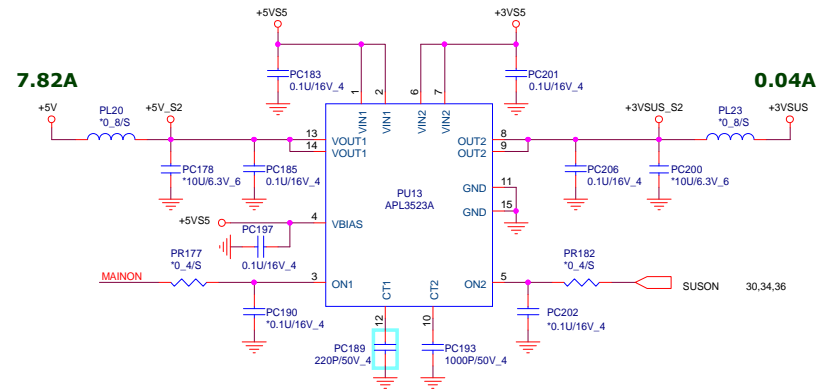 +5VS5
+3VS5
PC183
0.1U/16V_4
PC201
0.1U/16V_4
7.82A
0.04A
+5V
PL20
*0_8/S
+5V_S2
+3VSUS_S2
PL23
*0_8/S
+3VSUS
1
2
6
7
VIN1
VIN1
VIN2
VIN2
13
VOUT1
14
VOUT1
OUT2
8
OUT2
9
PC178
*10U/6.3V_6
PC185
0.1U/16V_4
PC206
0.1U/16V_4
PC200
*10U/6.3V_6
PU13
APL3523A
GND
11
GND
15
+5VS5
4
VBIAS
PC197
0.1U/16V_4
MAINON
PR177
*0_4/S
3
ON1
ON2
5
PR182
*0_4/S
SUSON
30,34,36
PC190
*0.1U/16V_4
CT1
CT2
12
10
PC202
*0.1U/16V_4
PC189
220P/50V_4
PC193
1000P/50V_4